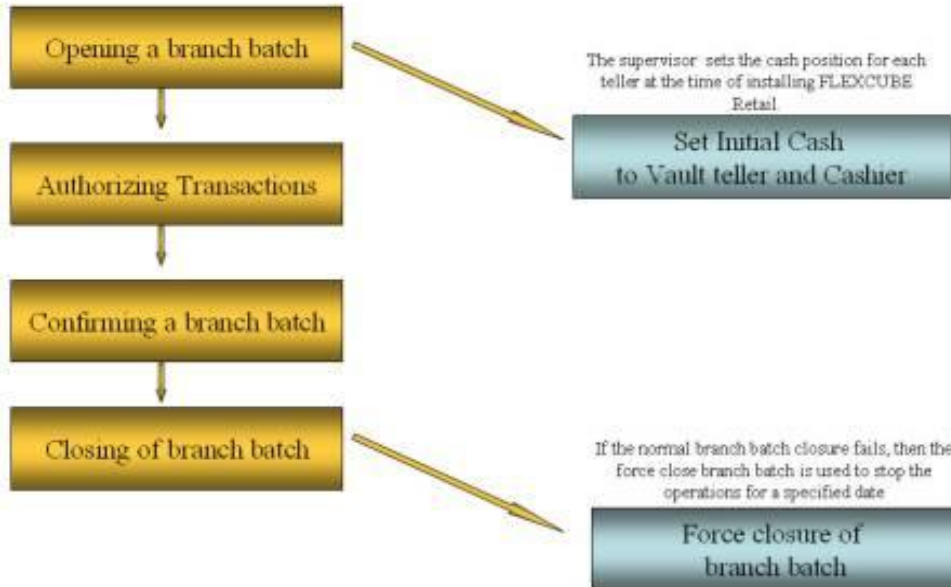 Opening a branch batch
The supervisor sets the cash position for each
teller at the time of installing FLEXCUBE
Retail
Set Initial Cash
to Vault teller and Cashier
Authorizing Transactions
Confirming a branch batch
Closing of branch batch
If the normal branch batch closure fails, then the
force close branch batch is used to stop the
operations for a specified date
Force closure of
branch batch